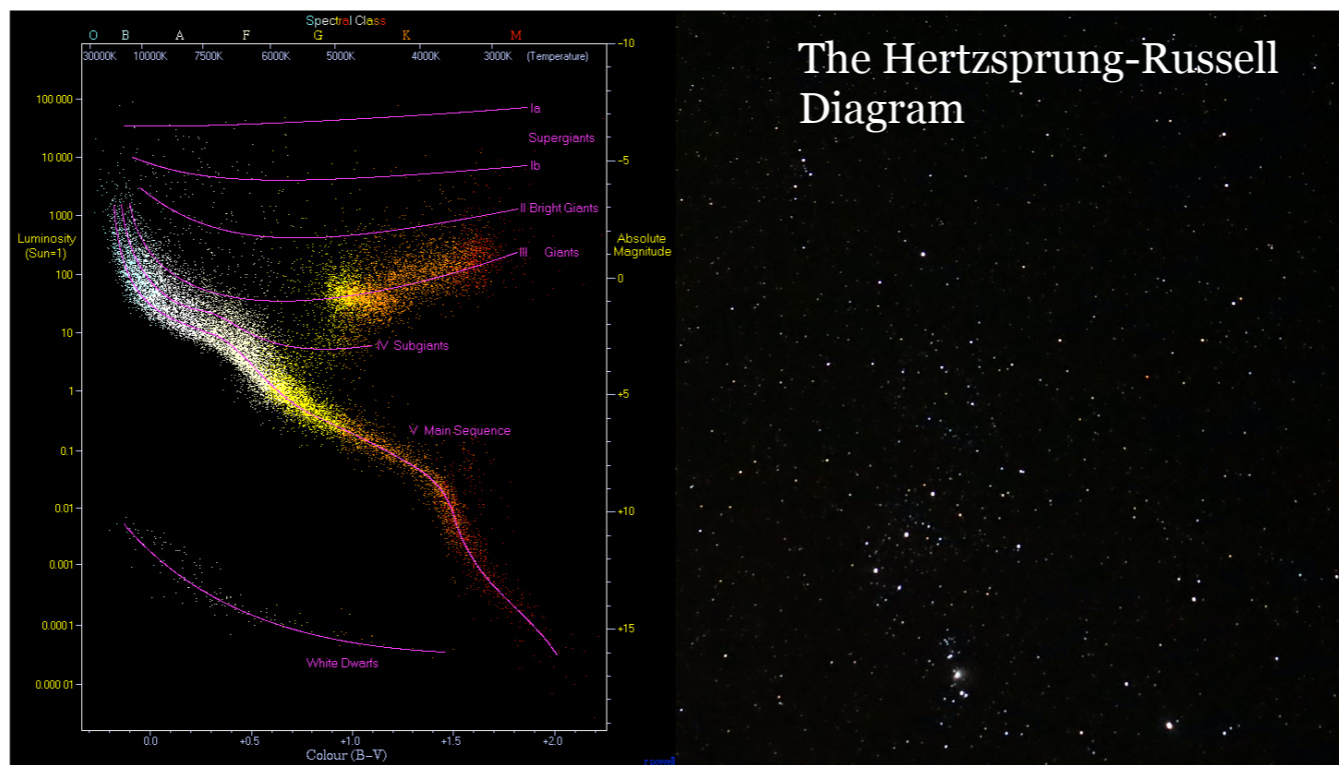 Spectral Class
O B A F G K M
30000K 10000K 7500K 6000K 5000K 4000K 3000K (Temperature)
-10
-5
0
+5
+10
+15
Absolute
Magnitude
100 000
10 000
1000
100
10
1
0.1
0.01
0.001
0.0001
0.000 01
Luminosity
(Sun=1)
Ia
Supergiants
Ib
II Bright Giants
III Giants
IV Subgiants
V Main Sequence
White Dwarfs
0.0 +0.5 +1.0 +1.5 +2.0
Colour (B-V)
The Hertzsprung-Russell
Diagram